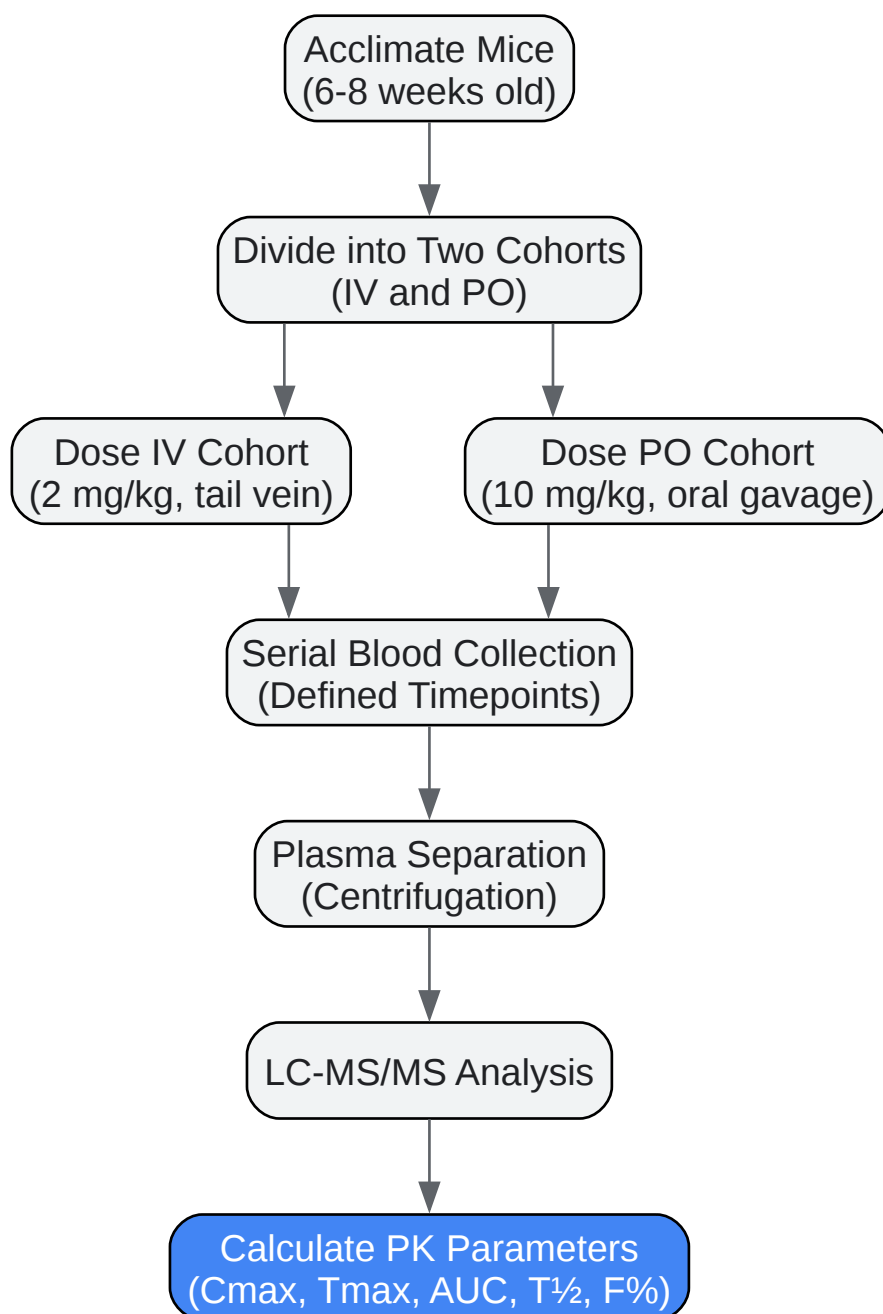 Acclimate Mice
(6-8 weeks old)
Divide into Two Cohorts
(IV and PO)
Dose IV Cohort
(2 mg/kg, tail vein)
Dose PO Cohort
(10 mg/kg, oral gavage)
Serial Blood Collection
(Defined Timepoints)
Plasma Separation
(Centrifugation)
LC-MS/MS Analysis
Calculate PK Parameters
(Cmax, Tmax, AUC, T½, F%)